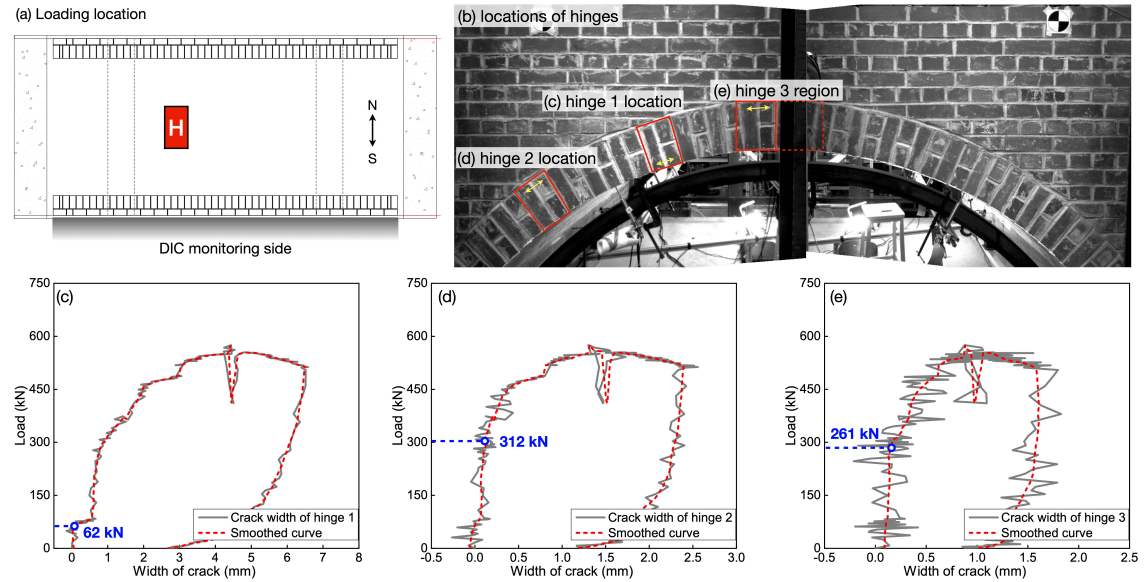 (a) Loading location
H
N
S
DIC monitoring side
(b) locations of hinges
(e) hinge 3 region
(c) hinge 1 location
(d) hinge 2 location
(c)
Load (kN)
750
600
450
300
150
0
62 kN
Crack width of hinge 1
Smoothed curve
0 1 2 3 4 5 6 7 8
Width of crack (mm)
(d)
Load (kN)
750
600
450
300
150
0
312 kN
Crack width of hinge 2
Smoothed curve
-0.5 0.0 0.5 1.0 1.5 2.0 2.5 3.0
Width of crack (mm)
(e)
Load (kN)
750
600
450
300
150
0
261 kN
Crack width of hinge 3
Smoothed curve
-0.5 0.0 0.5 1.0 1.5 2.0 2.5
Width of crack (mm)